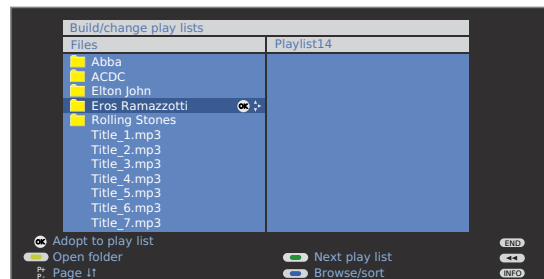 Build/change play lists
Files Playlist14
Abba
ACDC
Elton John
Eros Ramazzotti OK
Rolling Stones
Title_1.mp3
Title_2.mp3
Title_3.mp3
Title_4.mp3
Title_5.mp3
Title_6.mp3
Title_7.mp3
OK Adopt to play list END
Open folder Next play list
P+ P- Page ↓↑ Browse/sort INFO